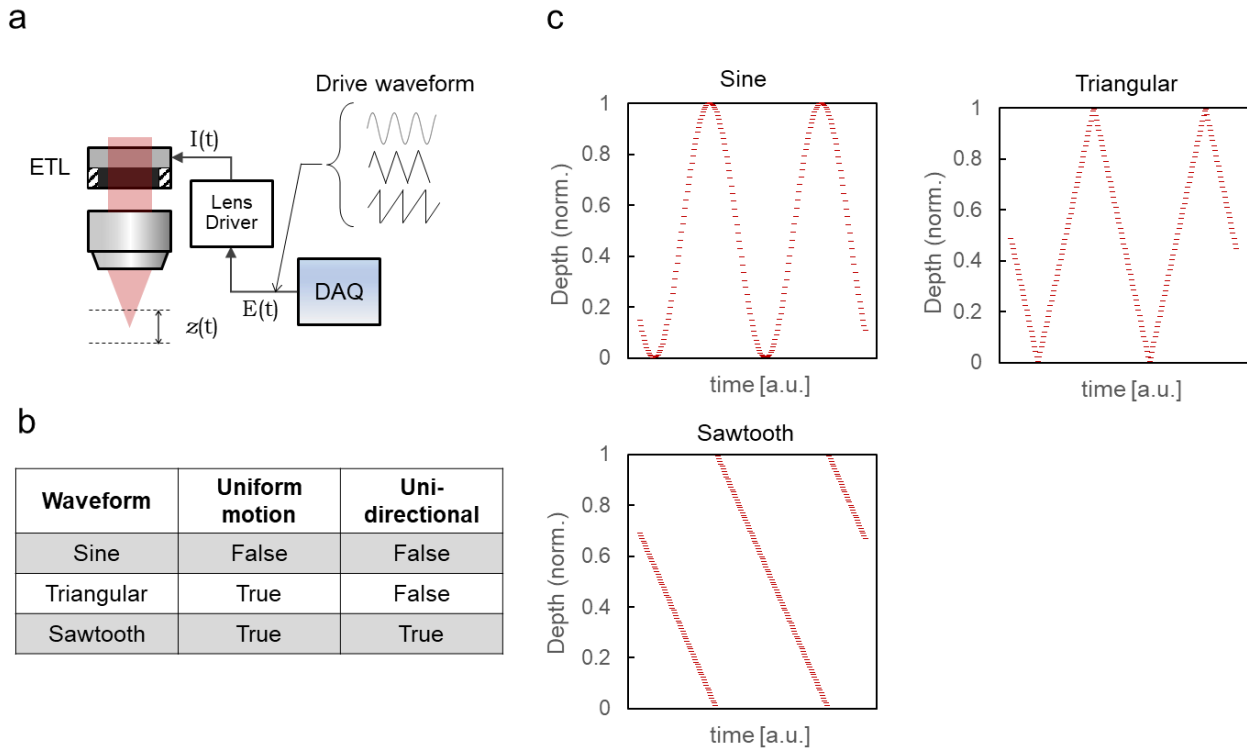 a
Drive waveform
I(t)
ETL
Lens
Driver
DAQ
E(t)
z(t)
b
Waveform Uniform motion Uni-directional
Sine False False
Triangular True False
Sawtooth True True
c
Sine
Depth (norm.)
1
0.8
0.6
0.4
0.2
0
time [a.u.]
Triangular
Depth (norm.)
1
0.8
0.6
0.4
0.2
0
time [a.u.]
Sawtooth
Depth (norm.)
1
0.8
0.6
0.4
0.2
0
time [a.u.]